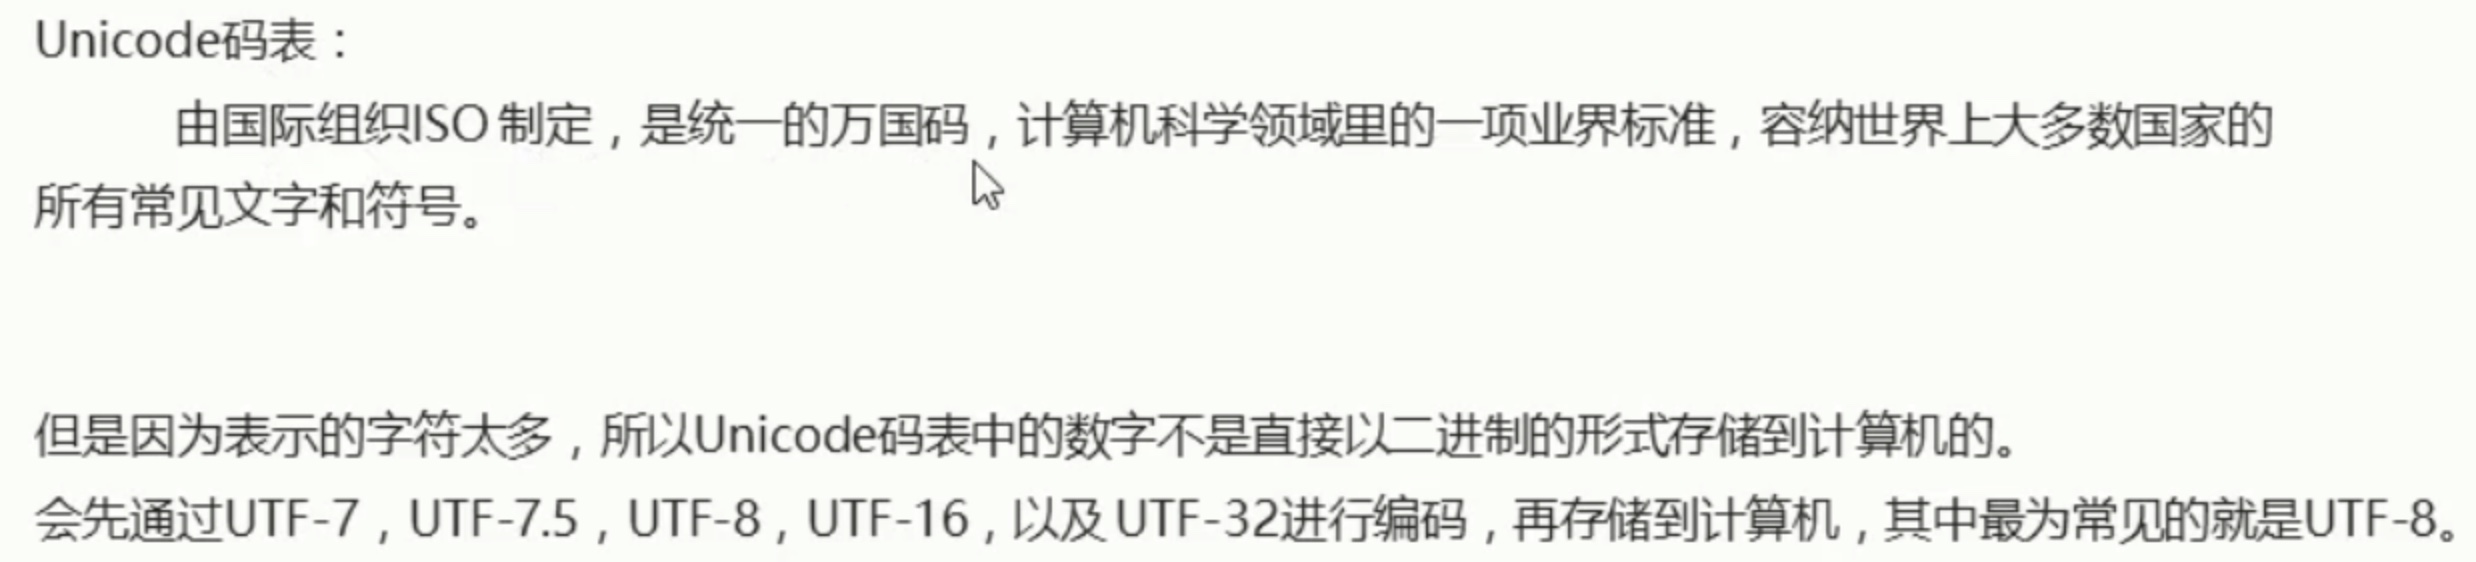 Unicode码表：
由国际组织ISO 制定，是统一的万国码，计算机科学领域里的一项业界标准，容纳世界上大多数国家的
所有常见文字和符号。
但是因为表示的字符太多，所以Unicode码表中的数字不是直接以二进制的形式存储到计算机的。
会先通过UTF-7，UTF-7.5，UTF-8，UTF-16，以及 UTF-32进行编码，再存储到计算机，其中最为常见的就是UTF-8。